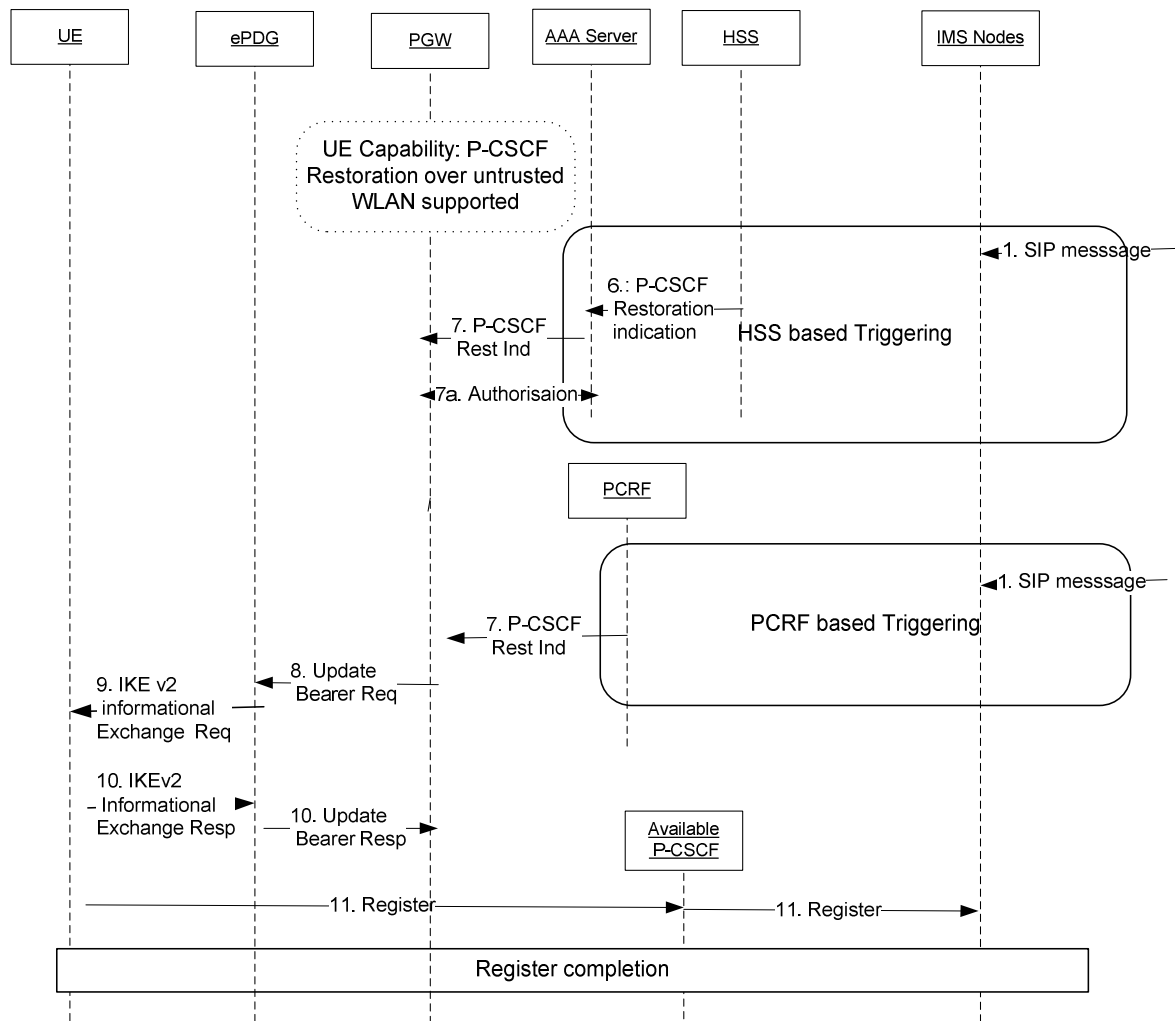 UE
ePDG
PGW
AAA Server
HSS
IMS Nodes
UE Capability: P-CSCF
Restoration over untrusted
WLAN supported
1. SIP messsage
6.: P-CSCF
Restoration
indication
7. P-CSCF
Rest Ind
HSS based Triggering
7a. Authorisaion
PCRF
1. SIP messsage
PCRF based Triggering
7. P-CSCF
Rest Ind
8. Update
Bearer Req
9. IKE v2
informational
Exchange Req
10. IKEv2
Informational
Exchange Resp
10. Update
Bearer Resp
Available
P-CSCF
11. Register
11. Register
Register completion